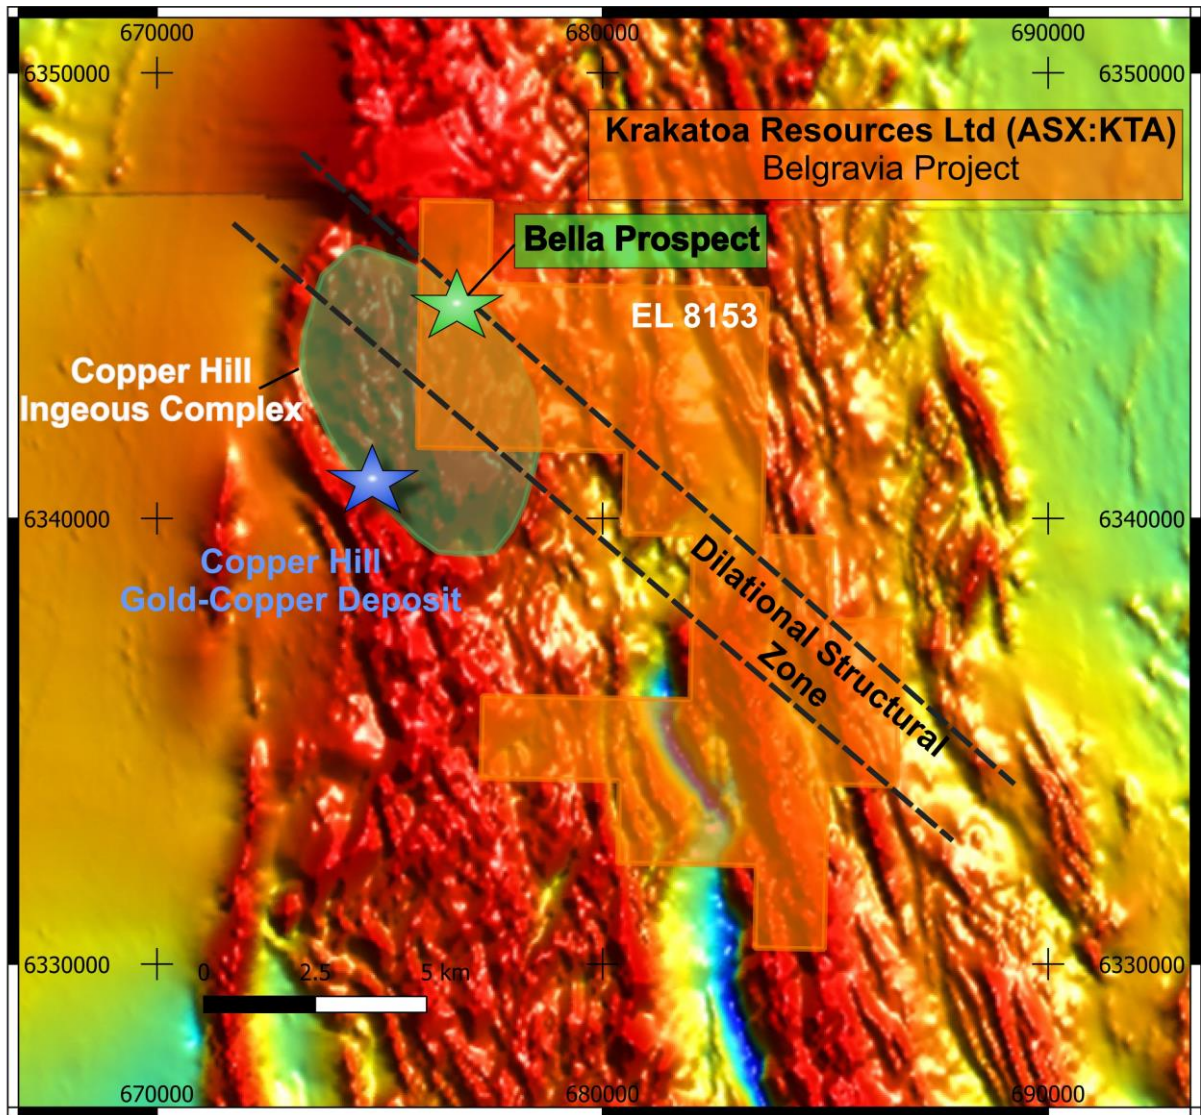 670000
680000
690000
6350000
6350000
Krakatoa Resources Ltd (ASX:KTA)
Belgravia Project
Bella Prospect
EL 8153
Copper Hill
Ingeous Complex
6340000
6340000
Copper Hill
Gold-Copper Deposit
Dilational Structural
Zone
6330000
6330000
0
2.5
5 km
670000
680000
690000